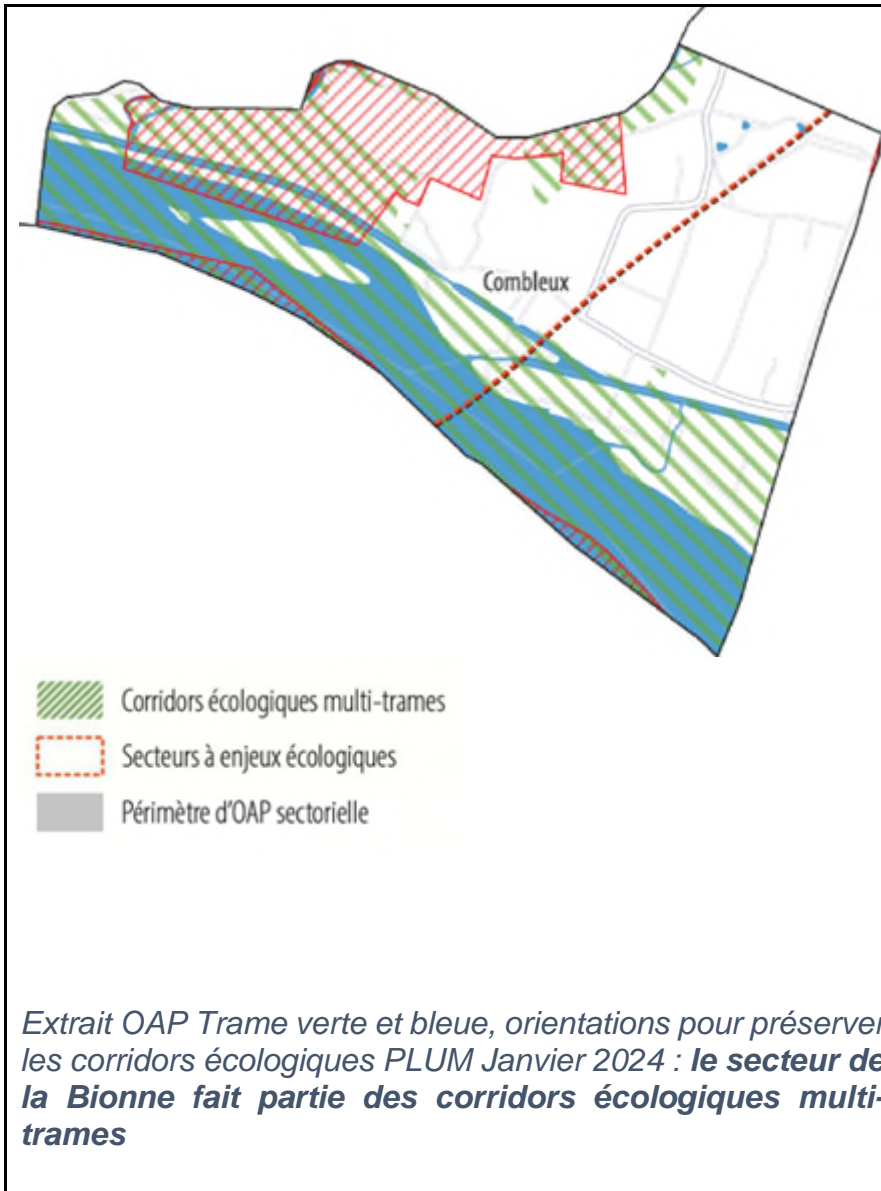 Combleux
Corridors écologiques multi-trames
Secteurs à enjeux écologiques
Périmètre d'OAP sectorielle
Extrait OAP Trame verte et bleue, orientations pour préserver
les corridors écologiques PLUM Janvier 2024 : le secteur de
la Bionne fait partie des corridors écologiques multi-
trames